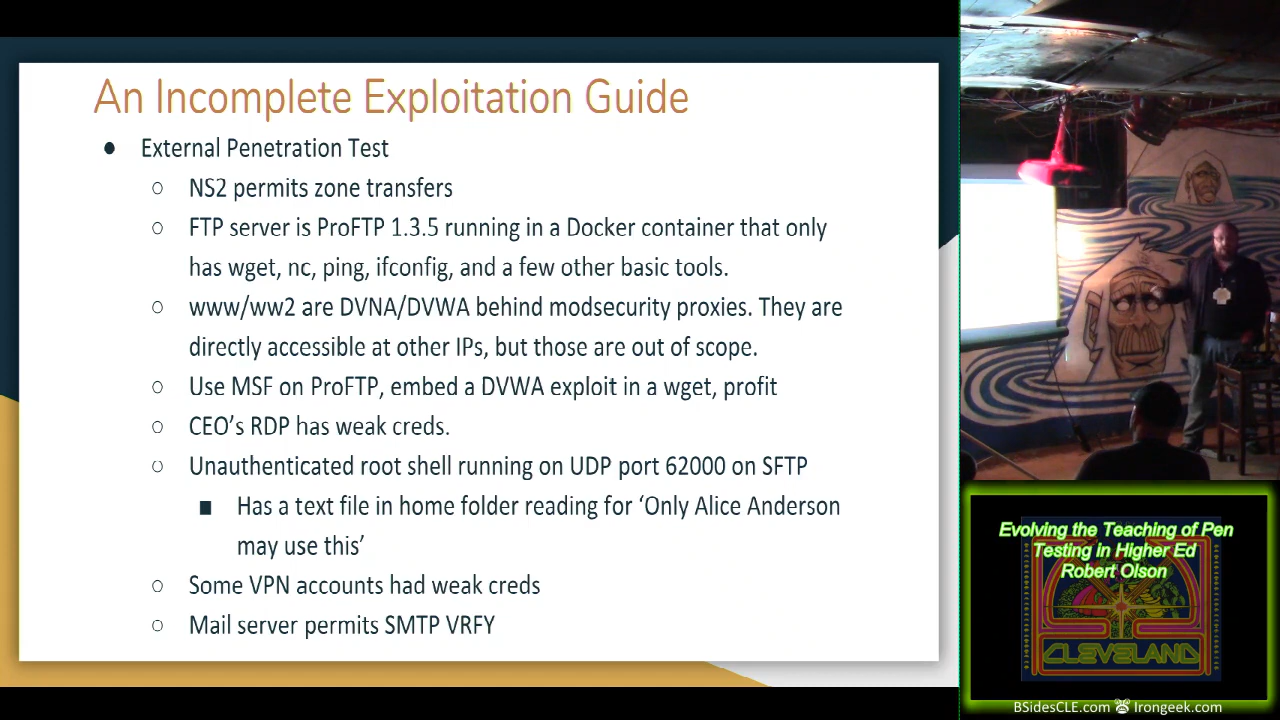 An Incomplete Exploitation Guide
● External Penetration Test
○ NS2 permits zone transfers
○ FTP server is ProFTP 1.3.5 running in a Docker container that only
has wget, nc, ping, ifconfig, and a few other basic tools.
○ www/ww2 are DVNA/DVWA behind modsecurity proxies. They are
directly accessible at other IPs, but those are out of scope.
○ Use MSF on ProFTP, embed a DVWA exploit in a wget, profit
○ CEO's RDP has weak creds.
○ Unauthenticated root shell running on UDP port 62000 on SFTP
■ Has a text file in home folder reading for ‘Only Alice Anderson
may use this’
○ Some VPN accounts had weak creds
○ Mail server permits SMTP VRFY
Evolving the Teaching of Pen
Testing in Higher Ed
Robert Olson
CLEVELAND
BSidesCLE.com Irongeek.com